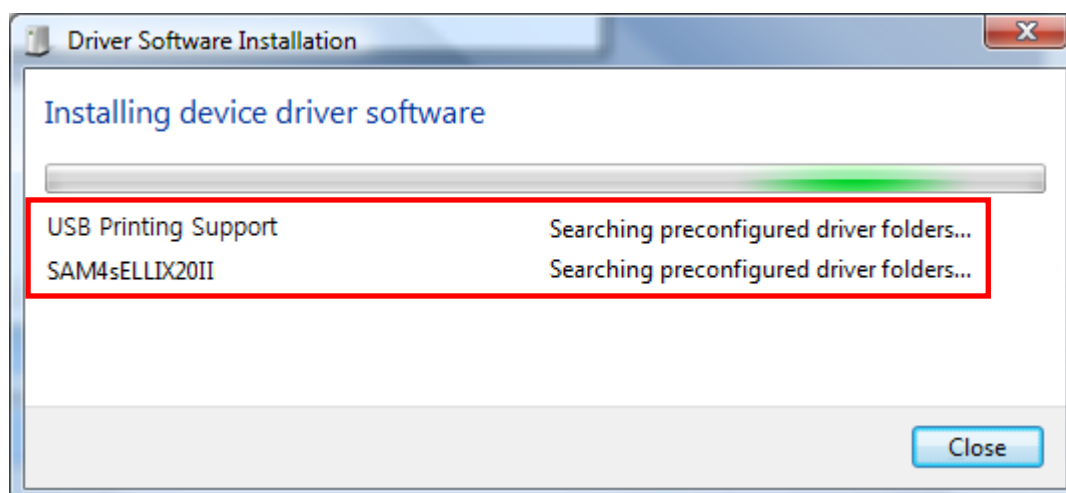 Driver Software Installation
Installing device driver software
USB Printing Support Searching preconfigured driver folders...
SAM4sELLIX20II Searching preconfigured driver folders...
Close